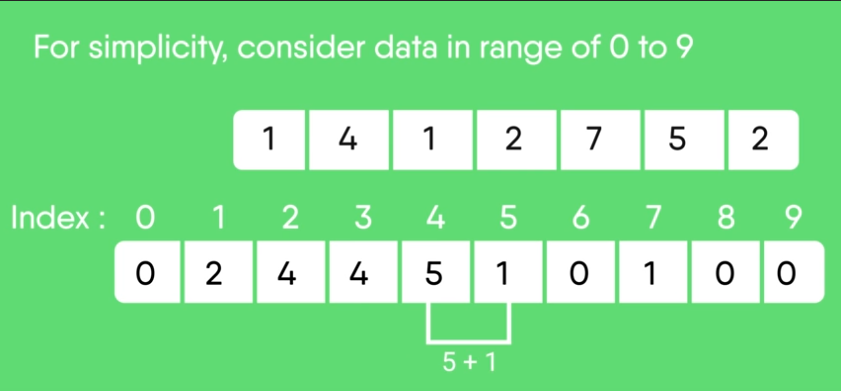 For simplicity, consider data in range of 0 to 9
1 4 1 2 7 5 2
Index : 0 1 2 3 4 5 6 7 8 9
0 2 4 4 5 1 0 1 0 0
5 + 1